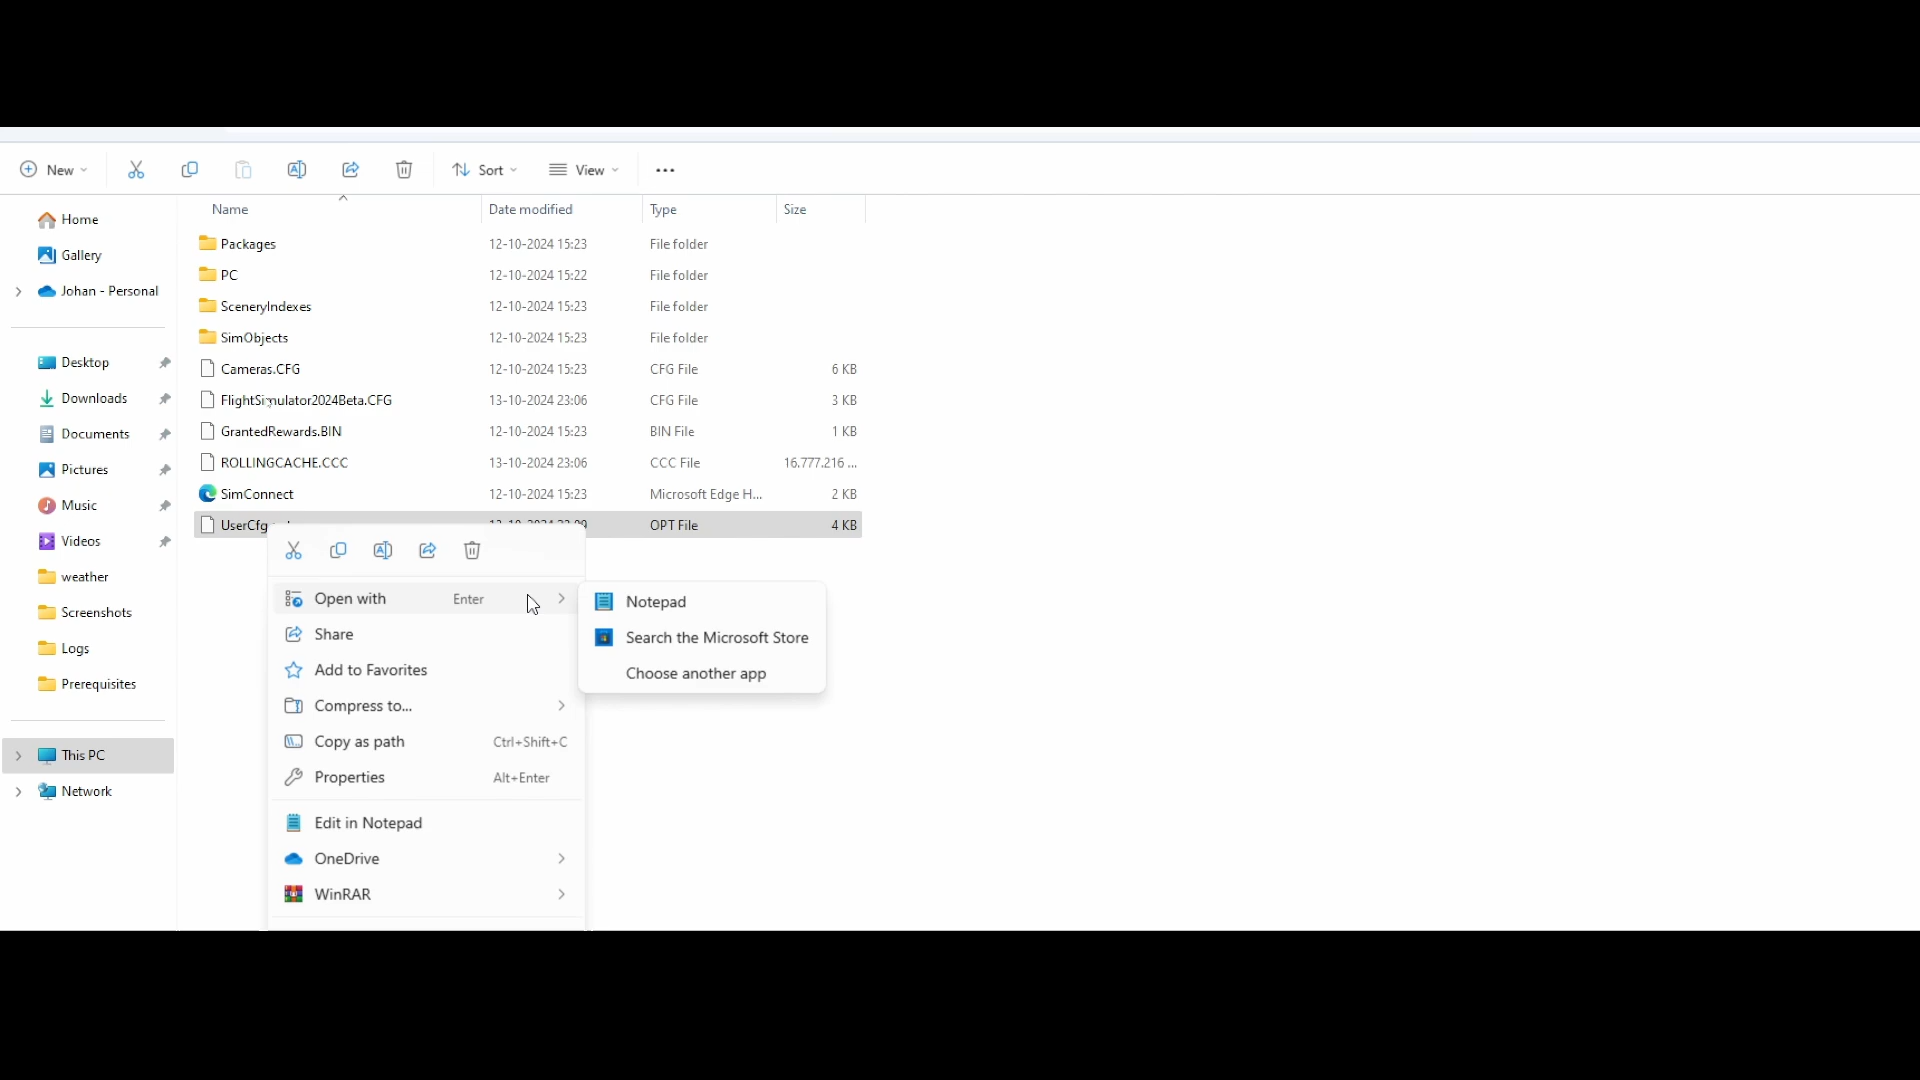 New Sort View
Name Date modified Type Size
Home
Gallery
Johan - Personal
Desktop
Downloads
Documents
Pictures
Music
Videos
weather
Screenshots
Logs
Prerequisites
This PC
Network
Packages 12-10-2024 15:23 File folder
PC 12-10-2024 15:22 File folder
SceneryIndexes 12-10-2024 15:23 File folder
SimObjects 12-10-2024 15:23 File folder
Cameras.CFG 12-10-2024 15:23 CFG File 6 KB
FlightSimulator2024Beta.CFG 13-10-2024 23:06 CFG File 3 KB
GrantedRewards.BIN 12-10-2024 15:23 BIN File 1 KB
ROLLINGCACHE.CCC 13-10-2024 23:06 CCC File 16.777.216 ...
SimConnect 12-10-2024 15:23 Microsoft Edge H... 2 KB
UserCfg OPT File 4 KB
Open with Enter
Share
Add to Favorites
Compress to...
Copy as path Ctrl+Shift+C
Properties Alt+Enter
Edit in Notepad
OneDrive
WinRAR
Notepad
Search the Microsoft Store
Choose another app